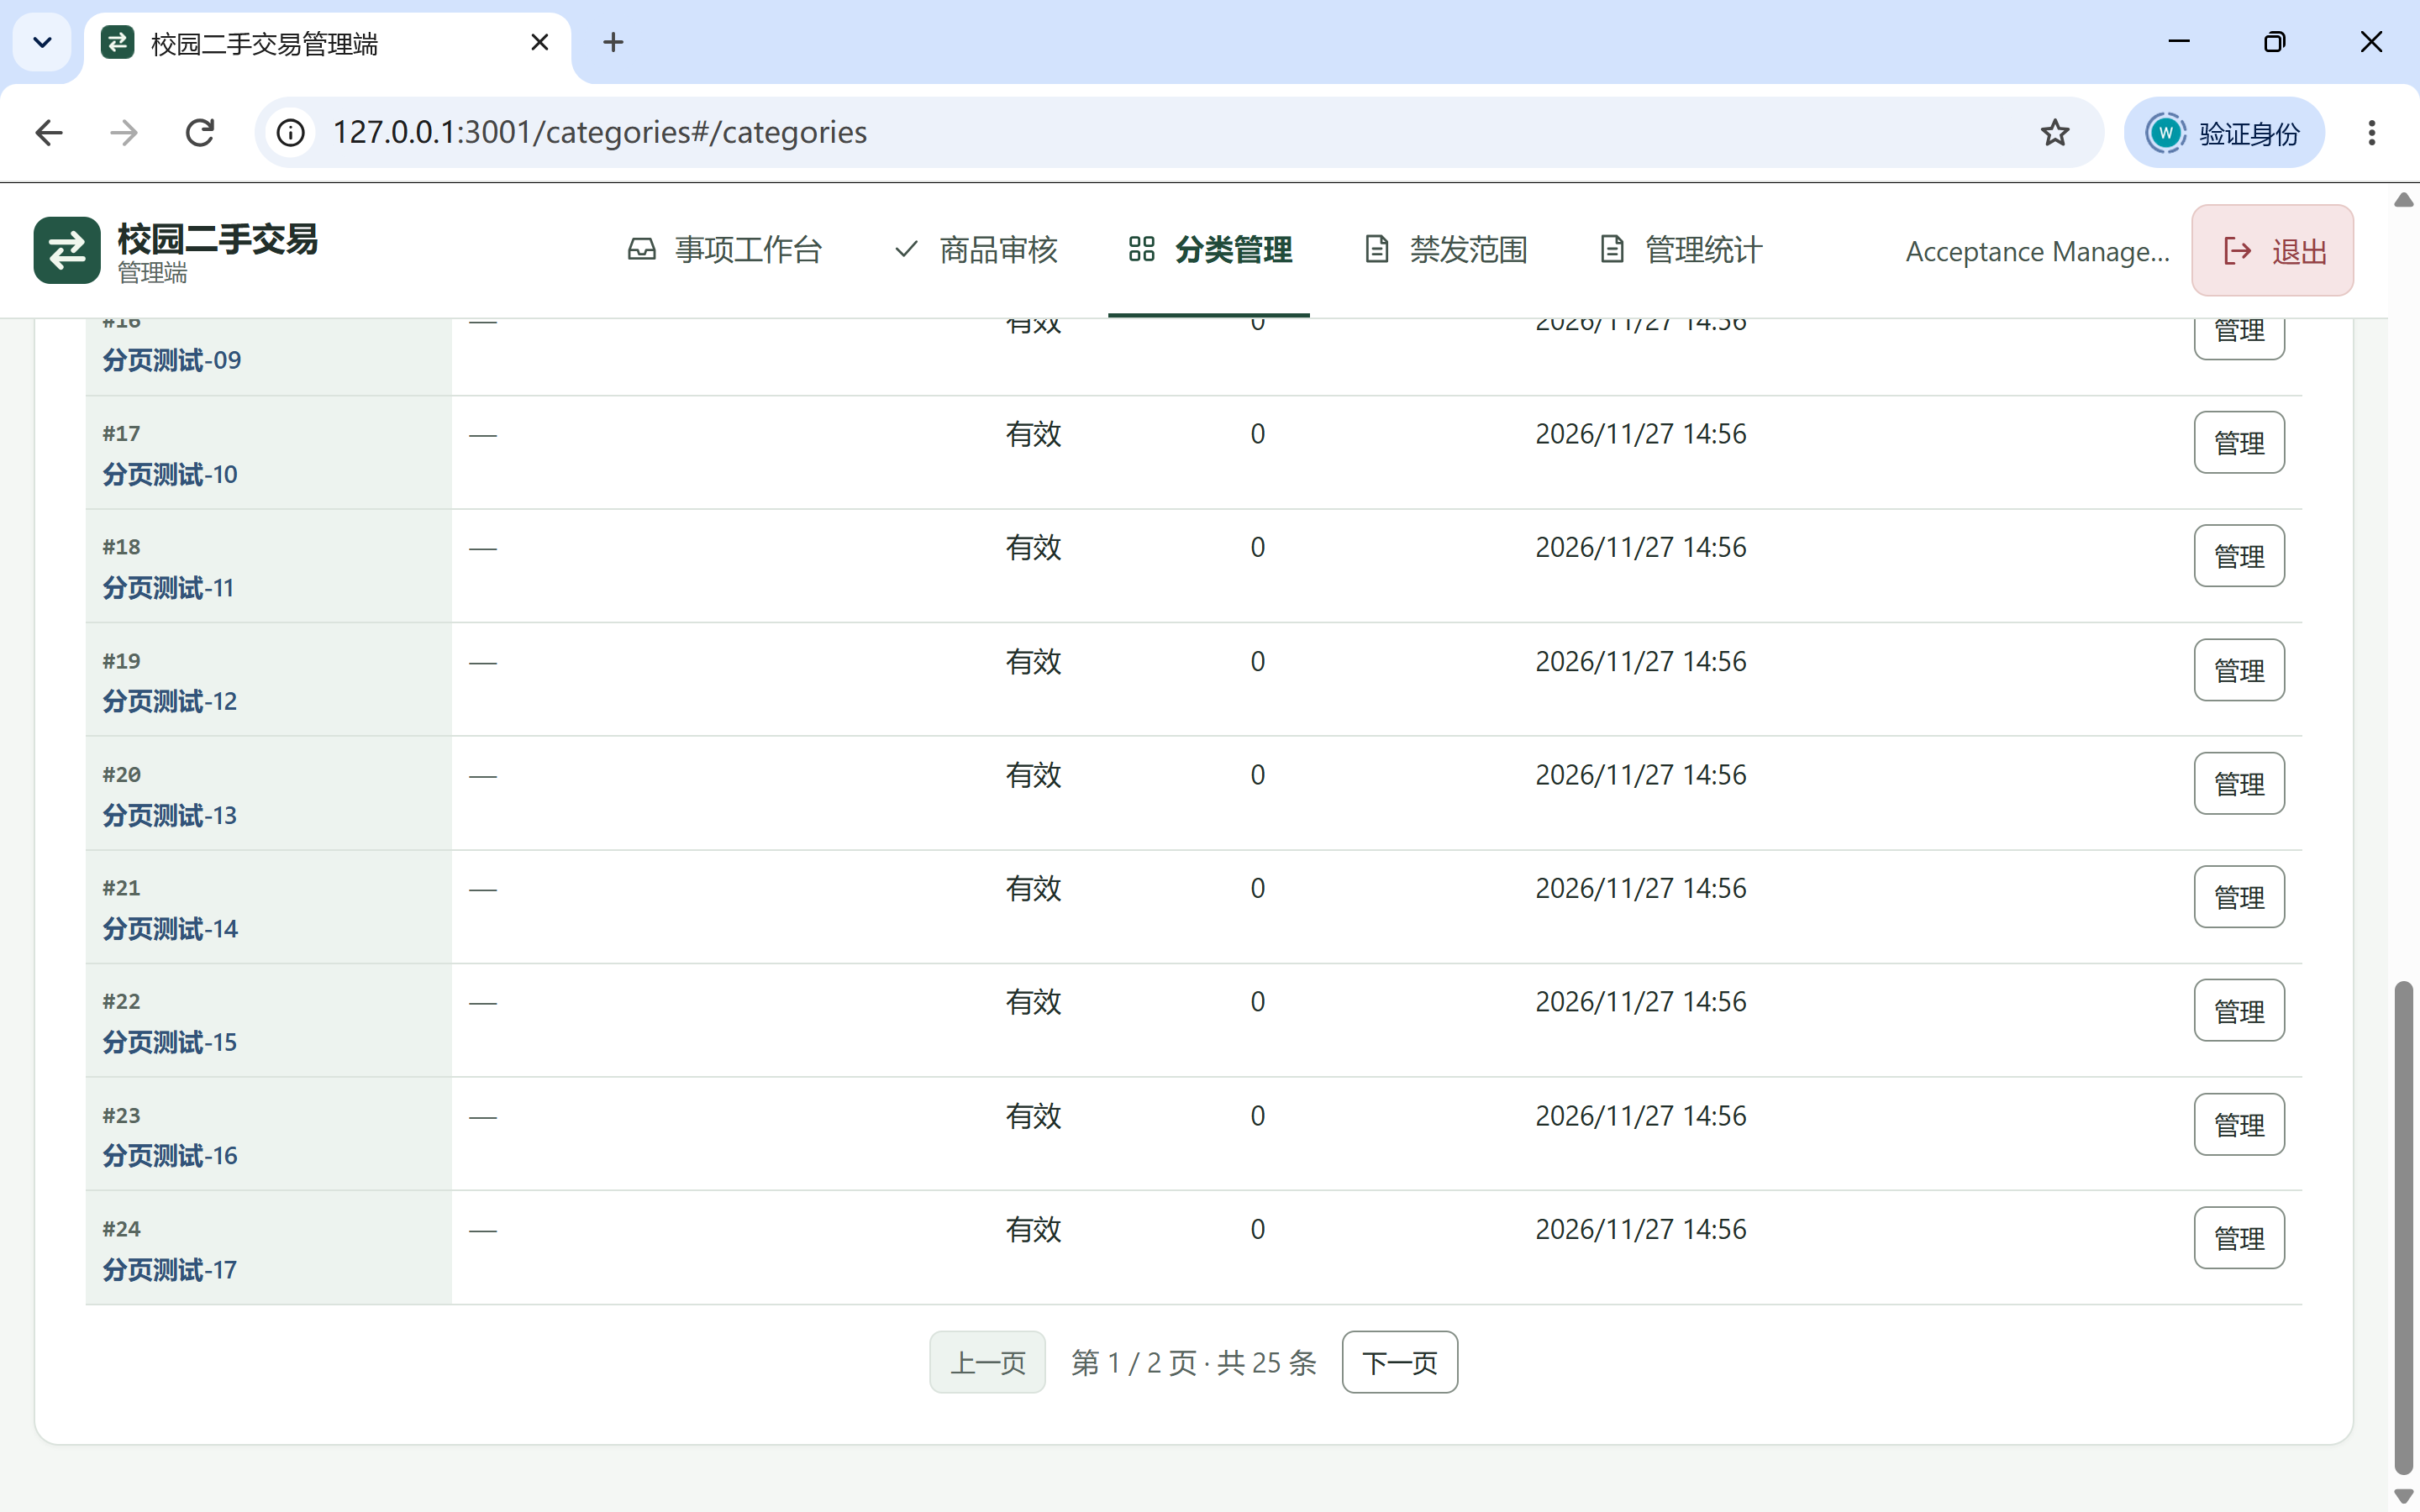 校园二手交易管理端
127.0.0.1:3001/categories#/categories
验证身份
校园二手交易
管理端
事项工作台
商品审核
分类管理
禁发范围
管理统计
Acceptance Manage...
退出
#16 — 有效 0 2026/11/27 14:56 管理
分页测试-09
#17 — 有效 0 2026/11/27 14:56 管理
分页测试-10
#18 — 有效 0 2026/11/27 14:56 管理
分页测试-11
#19 — 有效 0 2026/11/27 14:56 管理
分页测试-12
#20 — 有效 0 2026/11/27 14:56 管理
分页测试-13
#21 — 有效 0 2026/11/27 14:56 管理
分页测试-14
#22 — 有效 0 2026/11/27 14:56 管理
分页测试-15
#23 — 有效 0 2026/11/27 14:56 管理
分页测试-16
#24 — 有效 0 2026/11/27 14:56 管理
分页测试-17
上一页 第 1 / 2 页 · 共 25 条 下一页